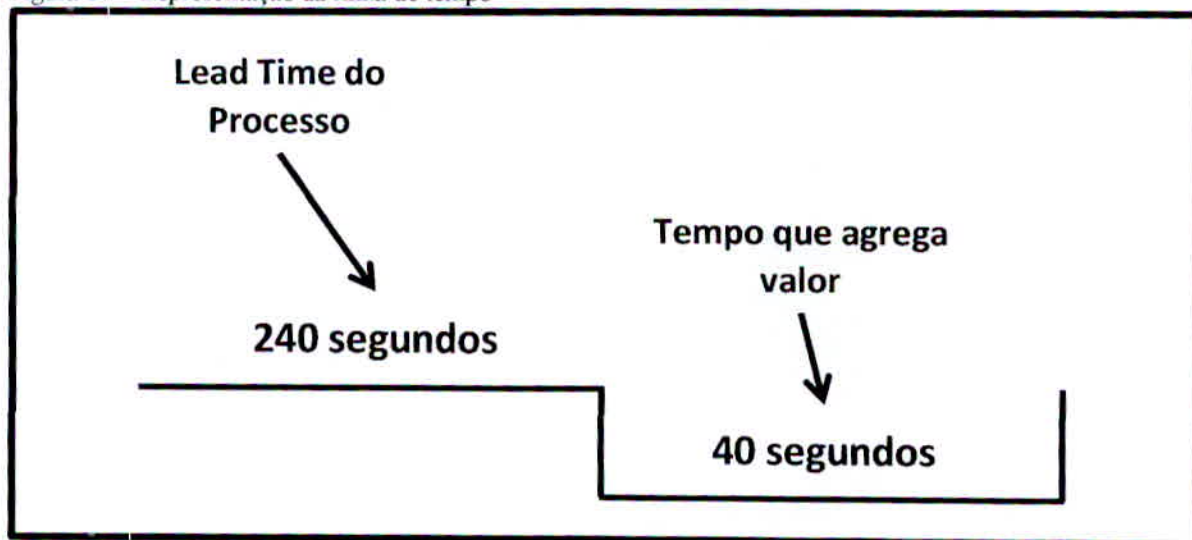 Lead Time do
Processo
Tempo que agrega
valor
240 segundos
40 segundos